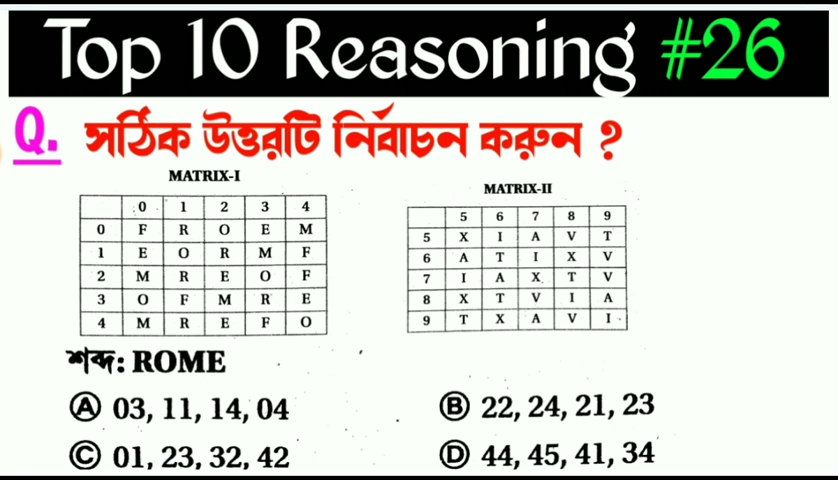 Top 10 Reasoning #26
Q. সঠিক উত্তরটি নির্বাচন করুন ?
MATRIX-I
0 1 2 3 4
0 F R O E M
1 E O R M F
2 M R E O F
3 O F M R E
4 M R E F O
MATRIX-II
5 6 7 8 9
5 X I A V T
6 A T I X V
7 I A X T V
8 X T V I A
9 T X A V I
শব্দ: ROME
A 03, 11, 14, 04
B 22, 24, 21, 23
C 01, 23, 32, 42
D 44, 45, 41, 34